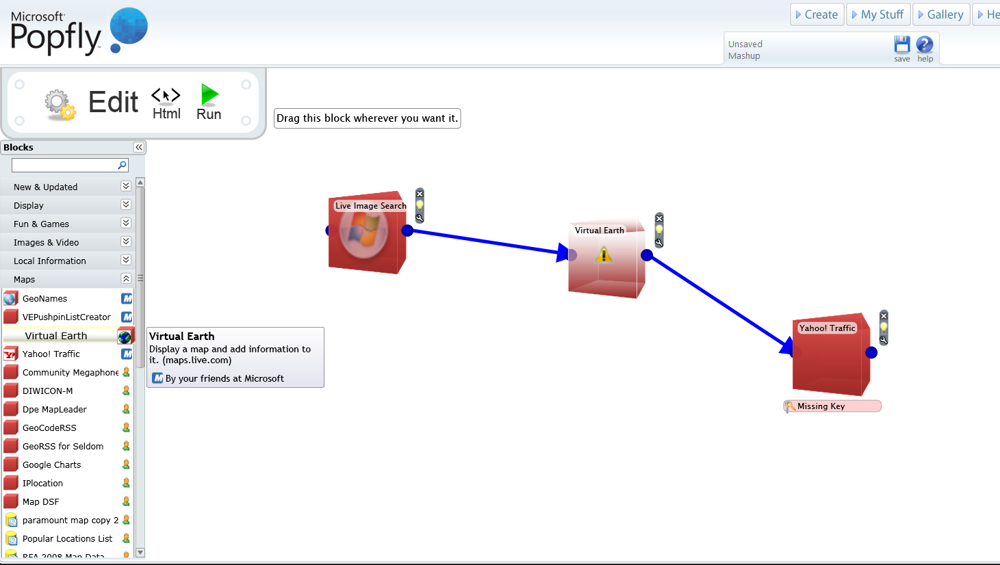 Microsoft®
Popfly™
Create
My Stuff
Gallery
He
Unsaved
Mashup
save
help
Edit
Html
Run
Drag this block wherever you want it.
Blocks
New & Updated
Display
Fun & Games
Images & Video
Local Information
Maps
GeoNames
VEPushpinListCreator
Virtual Earth
Yahoo! Traffic
Community Megaphone
DIWICON-M
Dpe MapLeader
GeoCodeRSS
GeoRSS for Seldom
Google Charts
IPlocation
Map DSF
paramount map copy 2
Popular Locations List
Virtual Earth
Display a map and add information to
it. (maps.live.com)
M By your friends at Microsoft
Live Image Search
Virtual Earth
Yahoo! Traffic
Missing Key